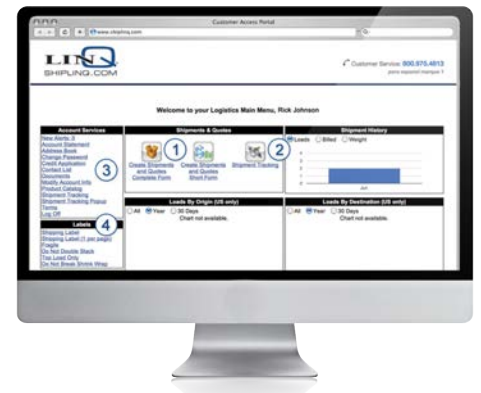 Customer Access Portal
www.shiplinq.com
LINQ
SHIPLINQ.COM
Customer Service: 800.975.4813
para espanol marque 1
Welcome to your Logistics Main Menu, Rick Johnson
Account Services
New Alerts: 3
Account Statement
Address Book
Change Password
Credit Application
Contact List
Documents
Modify Account Info
Product Catalog
Shipment Tracking
Shipment Tracking Popup
Terms
Log Off
3
Labels
4
Shipping Label
Shipping Label (1 per page)
Fragile
Do Not Double Stack
Top Load Only
Do Not Break Shrink Wrap
Shipments & Quotes
1
2
Create Shipments and Quotes Complete Form
Create Shipments and Quotes Short Form
Shipment Tracking
Shipment History
Loads Billed Weight
Jun
Loads By Origin (US only)
All Year 30 Days
Chart not available.
Loads By Destination (US only)
All Year 30 Days
Chart not available.